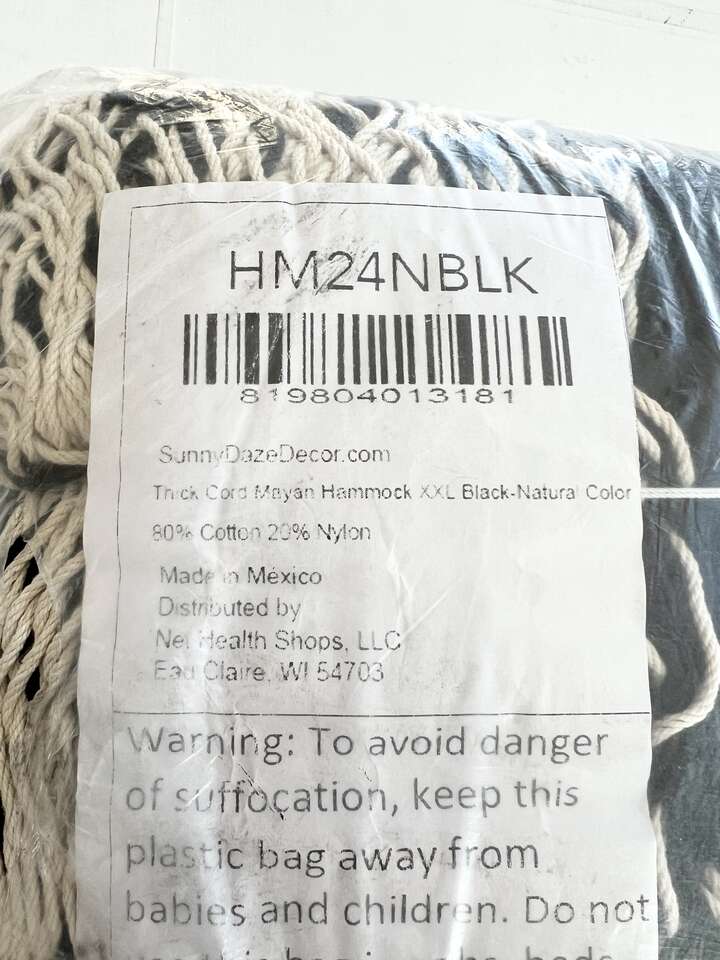 HM24NBLK
819804013181
SunnyDazeDecor.com
Thick Cord Mayan Hammock XXL Black-Natural Color
80% Cotton 20% Nylon
Made in México
Distributed by
Net Health Shops, LLC
Eau Claire, WI 54703
Warning: To avoid danger
of suffocation, keep this
plastic bag away from
babies and children. Do not